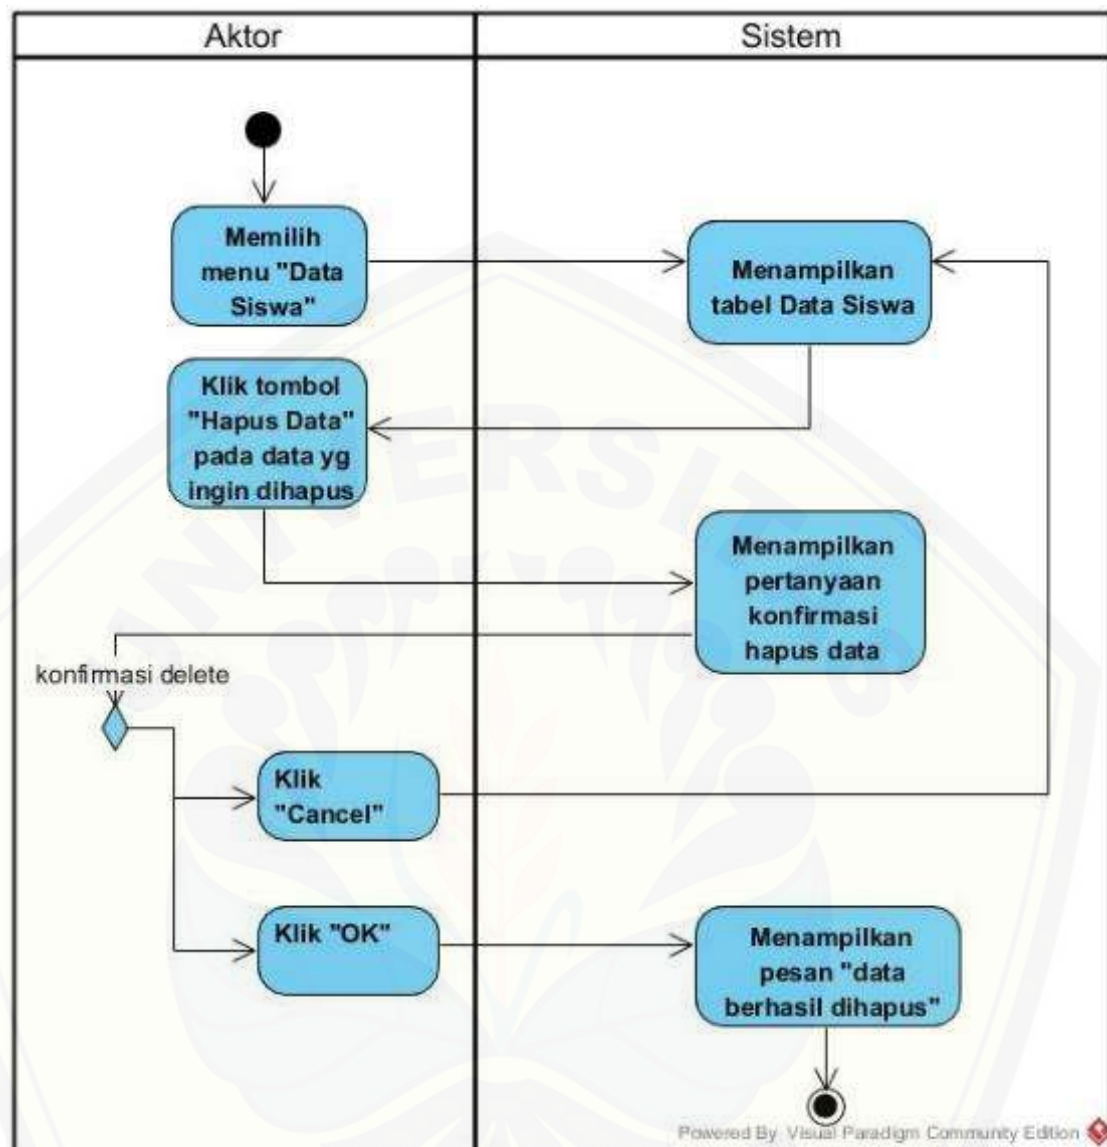 Aktor
Sistem
Memilih
menu "Data
Siswa"
Menampilkan
tabel Data Siswa
Klik tombol
"Hapus Data"
pada data yg
ingin dihapus
Menampilkan
pertanyaan
konfirmasi
hapus data
konfirmasi delete
Klik
"Cancel"
Klik "OK"
Menampilkan
pesan "data
berhasil dihapus"
UNIVERSITAS
Powered By Visual Paradigm Community Edition